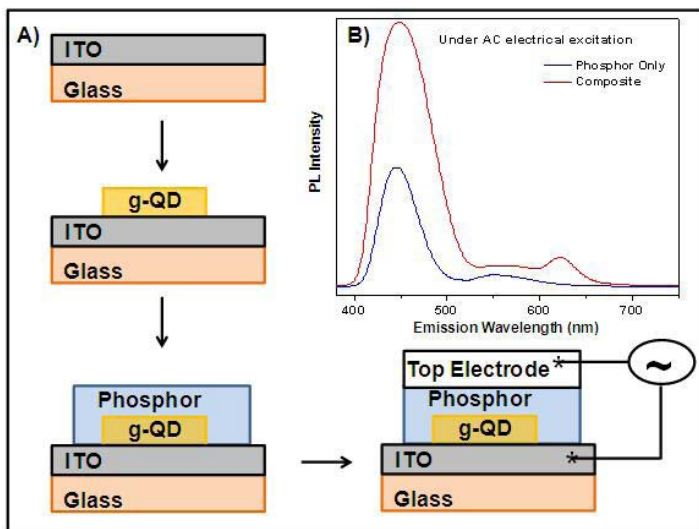 A)
ITO
Glass
g-QD
ITO
Glass
Phosphor
g-QD
ITO
Glass
B)
Under AC electrical excitation
Phosphor Only
Composite
PL Intensity
400 500 600 700
Emission Wavelength (nm)
Top Electrode*
~
Phosphor
g-QD
ITO *
Glass